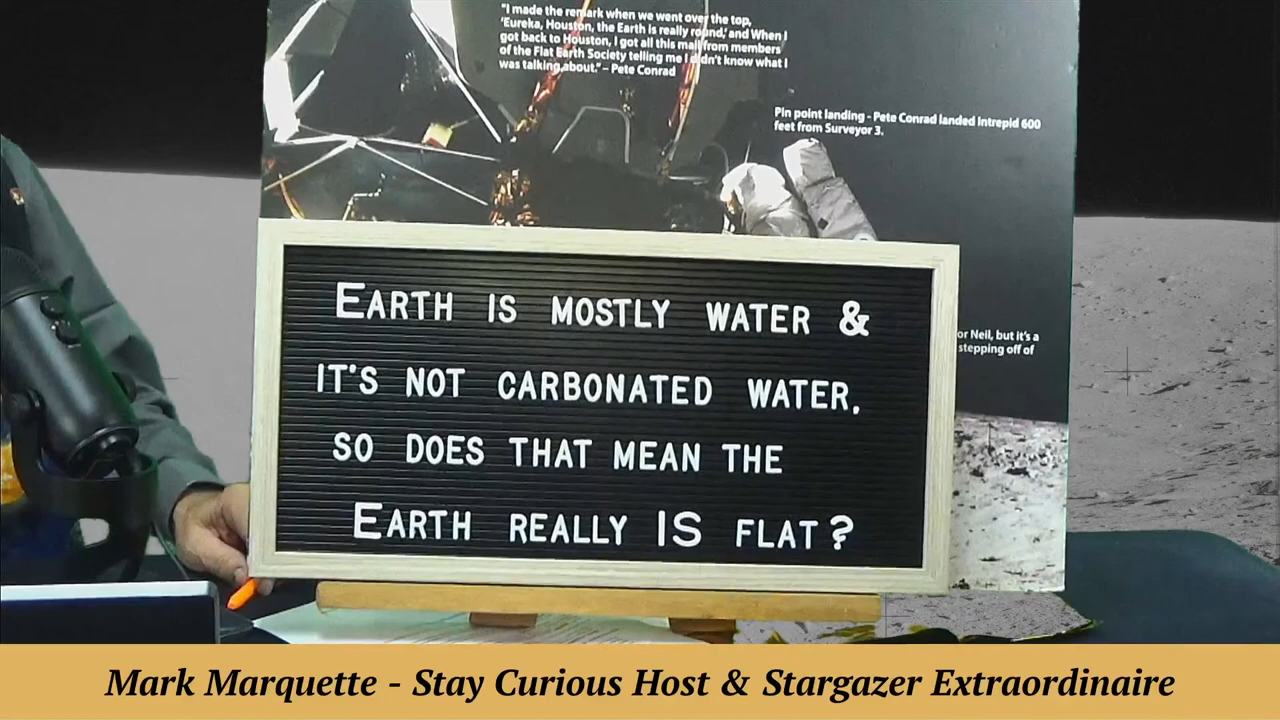 "I made the remark when we went over the top,
'Eureka, Houston, the Earth is really round,' and When I
got back to Houston, I got all this mail from members
of the Flat Earth Society telling me I didn't know what I
was talking about." – Pete Conrad
Pin point landing - Pete Conrad landed Intrepid 600
feet from Surveyor 3.
or Neil, but it's a
stepping off of
EARTH IS MOSTLY WATER &
IT'S NOT CARBONATED WATER.
SO DOES THAT MEAN THE
EARTH REALLY IS FLAT?
Mark Marquette - Stay Curious Host & Stargazer Extraordinaire